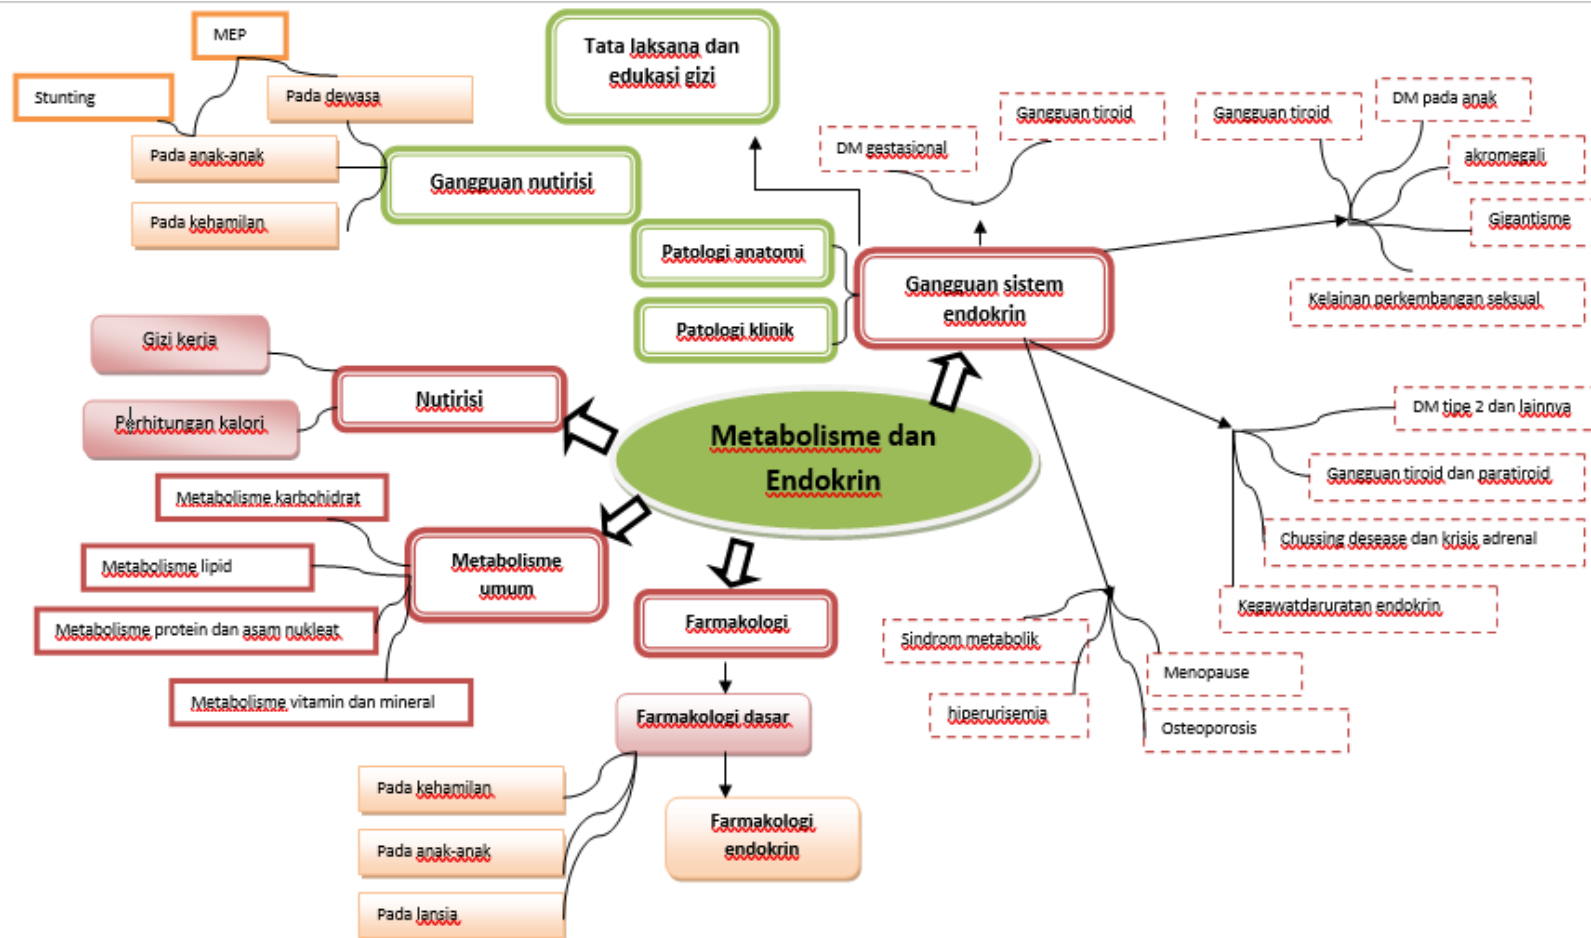 MEP
Stunting
Pada dewasa
Pada anak-anak
Pada kehamilan
Gangguan nutirisi
Tata laksana dan
edukasi gizi
DM gestasional
Gangguan tiroid
Gangguan tiroid
DM pada anak
akromegali
Gigantisme
Kelainan perkembangan seksual
Patologi anatomi
Patologi klinik
Gangguan sistem
endokrin
Gizi kerja
Perhitungan kalori
Nutirisi
Metabolisme dan
Endokrin
DM tipe 2 dan lainnya
Gangguan tiroid dan paratiroid
Chussing desease dan krisis adrenal
Kegawatdaruratan endokrin
Metabolisme karbohidrat
Metabolisme lipid
Metabolisme protein dan asam nukleat
Metabolisme vitamin dan mineral
Metabolisme
umum
Farmakologi
Sindrom metabolik
hiperurisemia
Menopause
Osteoporosis
Farmakologi dasar
Pada kehamilan
Pada anak-anak
Pada lansia
Farmakologi
endokrin